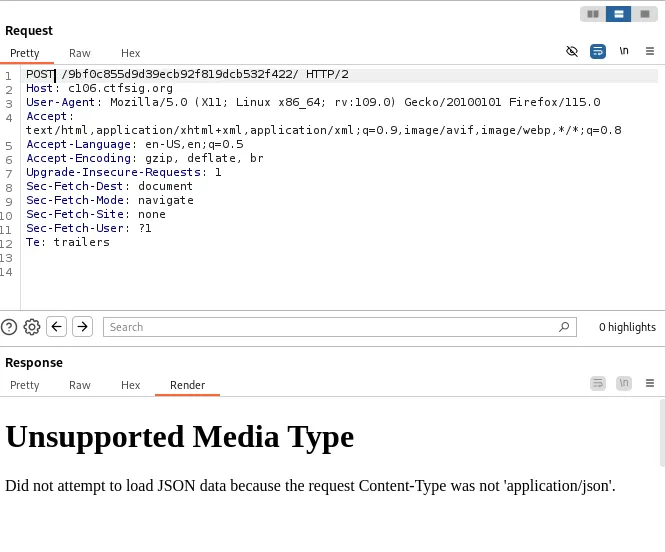 Request
Pretty Raw Hex \n
1 POST /9bf0c855d9d39ecb92f819dcb532f422/ HTTP/2
2 Host: c106.ctfsig.org
3 User-Agent: Mozilla/5.0 (X11; Linux x86_64; rv:109.0) Gecko/20100101 Firefox/115.0
4 Accept:
text/html,application/xhtml+xml,application/xml;q=0.9,image/avif,image/webp,*/*;q=0.8
5 Accept-Language: en-US,en;q=0.5
6 Accept-Encoding: gzip, deflate, br
7 Upgrade-Insecure-Requests: 1
8 Sec-Fetch-Dest: document
9 Sec-Fetch-Mode: navigate
10 Sec-Fetch-Site: none
11 Sec-Fetch-User: ?1
12 Te: trailers
13
14
? Search 0 highlights
Response
Pretty Raw Hex Render \n
Unsupported Media Type
Did not attempt to load JSON data because the request Content-Type was not 'application/json'.